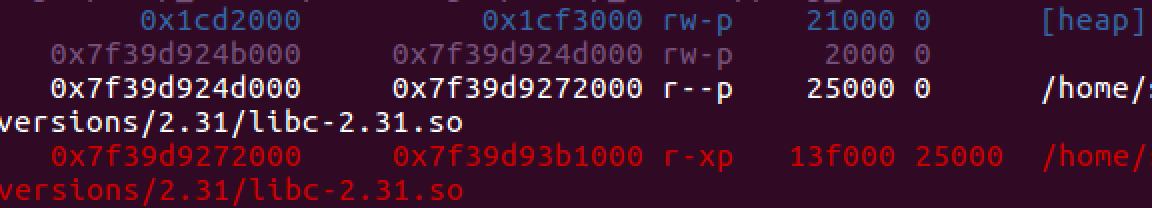 0x1cd2000 0x1cf3000 rw-p 21000 0 [heap]
0x7f39d924b000 0x7f39d924d000 rw-p 2000 0
0x7f39d924d000 0x7f39d9272000 r--p 25000 0 /home/
versions/2.31/libc-2.31.so
0x7f39d9272000 0x7f39d93b1000 r-xp 13f000 25000 /home/
versions/2.31/libc-2.31.so